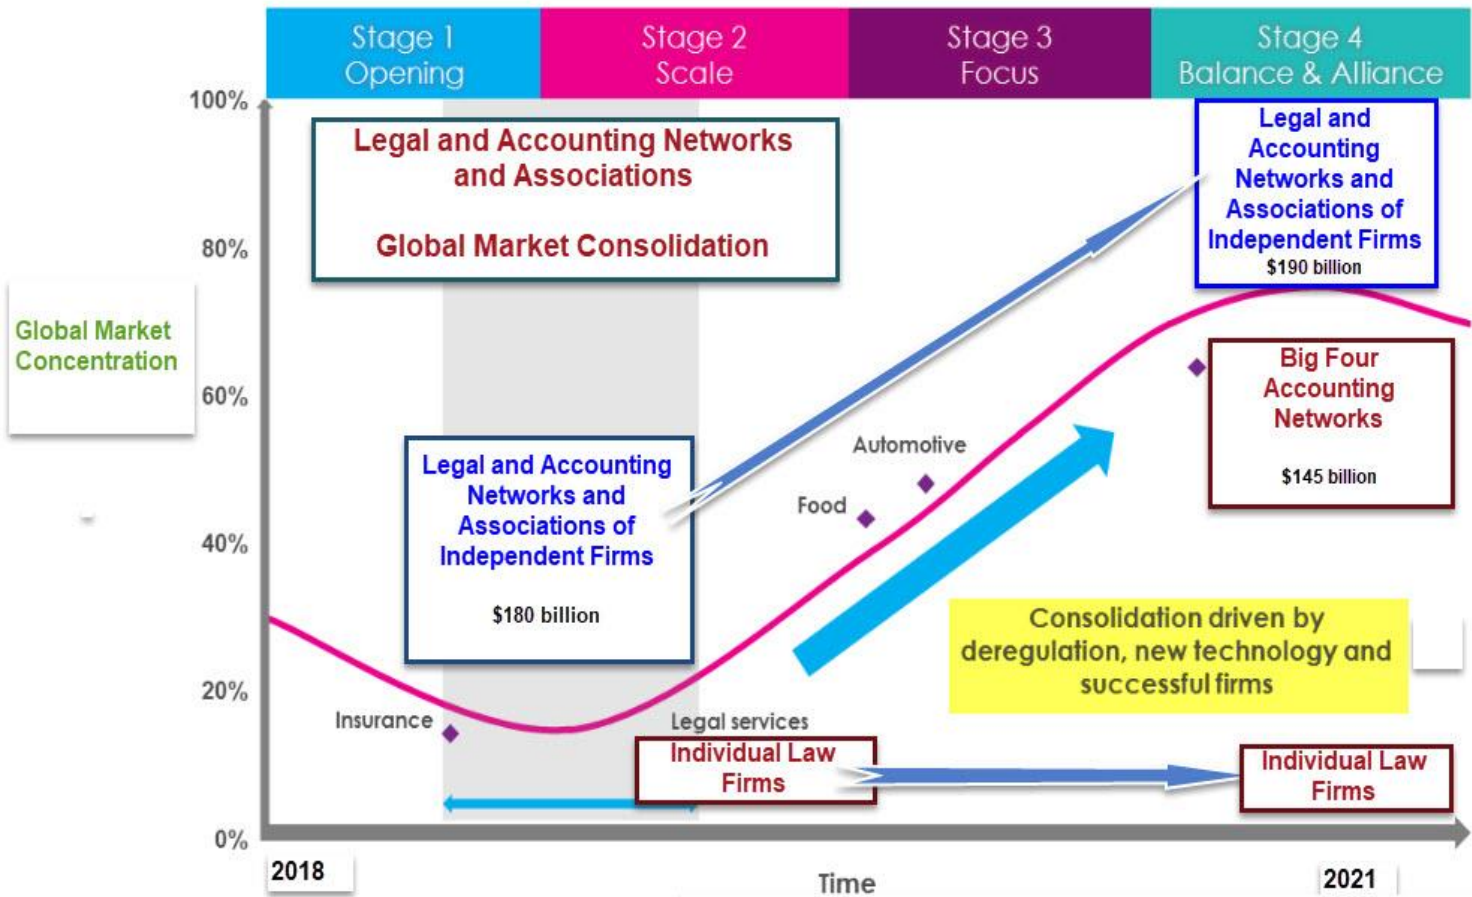 Stage 1
Opening
Stage 2
Scale
Stage 3
Focus
Stage 4
Balance & Alliance
100%
80%
60%
40%
20%
0%
Global Market
Concentration
Legal and Accounting Networks
and Associations
Global Market Consolidation
Legal and
Accounting
Networks and
Associations of
Independent Firms
$190 billion
Big Four
Accounting
Networks
$145 billion
Legal and Accounting
Networks and
Associations of
Independent Firms
$180 billion
Automotive
Food
Consolidation driven by
deregulation, new technology and
successful firms
Insurance
Legal services
Individual Law
Firms
Individual Law
Firms
2018
Time
2021